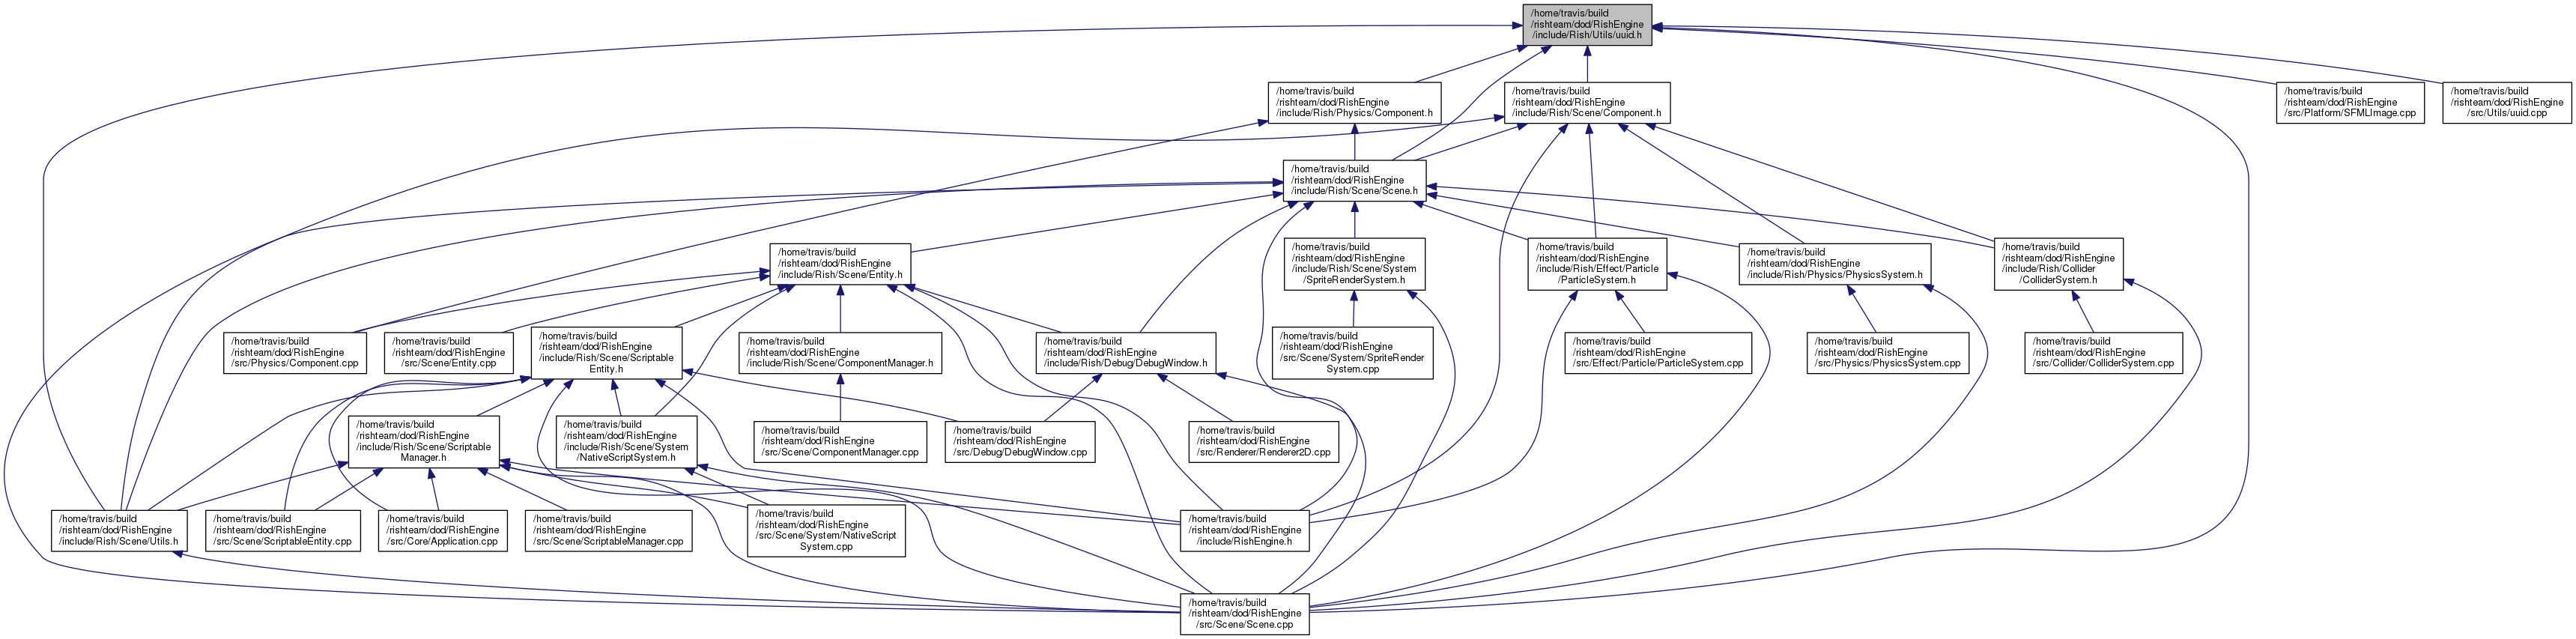 /home/travis/build
/rishteam/dod/RishEngine
/include/Rish/Utils/uuid.h
/home/travis/build
/rishteam/dod/RishEngine
/include/Rish/Physics/Component.h
/home/travis/build
/rishteam/dod/RishEngine
/include/Rish/Scene/Component.h
/home/travis/build
/rishteam/dod/RishEngine
/src/Platform/SFMLImage.cpp
/home/travis/build
/rishteam/dod/RishEngine
/src/Utils/uuid.cpp
/home/travis/build
/rishteam/dod/RishEngine
/include/Rish/Scene/Scene.h
/home/travis/build
/rishteam/dod/RishEngine
/include/Rish/Scene/Entity.h
/home/travis/build
/rishteam/dod/RishEngine
/include/Rish/Scene/System
/SpriteRenderSystem.h
/home/travis/build
/rishteam/dod/RishEngine
/include/Rish/Effect/Particle
/ParticleSystem.h
/home/travis/build
/rishteam/dod/RishEngine
/include/Rish/Physics/PhysicsSystem.h
/home/travis/build
/rishteam/dod/RishEngine
/include/Rish/Collider
/ColliderSystem.h
/home/travis/build
/rishteam/dod/RishEngine
/src/Physics/Component.cpp
/home/travis/build
/rishteam/dod/RishEngine
/src/Scene/Entity.cpp
/home/travis/build
/rishteam/dod/RishEngine
/include/Rish/Scene/Scriptable
Entity.h
/home/travis/build
/rishteam/dod/RishEngine
/include/Rish/Scene/ComponentManager.h
/home/travis/build
/rishteam/dod/RishEngine
/include/Rish/Debug/DebugWindow.h
/home/travis/build
/rishteam/dod/RishEngine
/src/Scene/System/SpriteRender
System.cpp
/home/travis/build
/rishteam/dod/RishEngine
/src/Effect/Particle/ParticleSystem.cpp
/home/travis/build
/rishteam/dod/RishEngine
/src/Physics/PhysicsSystem.cpp
/home/travis/build
/rishteam/dod/RishEngine
/src/Collider/ColliderSystem.cpp
/home/travis/build
/rishteam/dod/RishEngine
/include/Rish/Scene/Scriptable
Manager.h
/home/travis/build
/rishteam/dod/RishEngine
/include/Rish/Scene/System
/NativeScriptSystem.h
/home/travis/build
/rishteam/dod/RishEngine
/src/Scene/ComponentManager.cpp
/home/travis/build
/rishteam/dod/RishEngine
/src/Debug/DebugWindow.cpp
/home/travis/build
/rishteam/dod/RishEngine
/src/Renderer/Renderer2D.cpp
/home/travis/build
/rishteam/dod/RishEngine
/include/Rish/Scene/Utils.h
/home/travis/build
/rishteam/dod/RishEngine
/src/Scene/ScriptableEntity.cpp
/home/travis/build
/rishteam/dod/RishEngine
/src/Core/Application.cpp
/home/travis/build
/rishteam/dod/RishEngine
/src/Scene/ScriptableManager.cpp
/home/travis/build
/rishteam/dod/RishEngine
/src/Scene/System/NativeScript
System.cpp
/home/travis/build
/rishteam/dod/RishEngine
/include/RishEngine.h
/home/travis/build
/rishteam/dod/RishEngine
/src/Scene/Scene.cpp